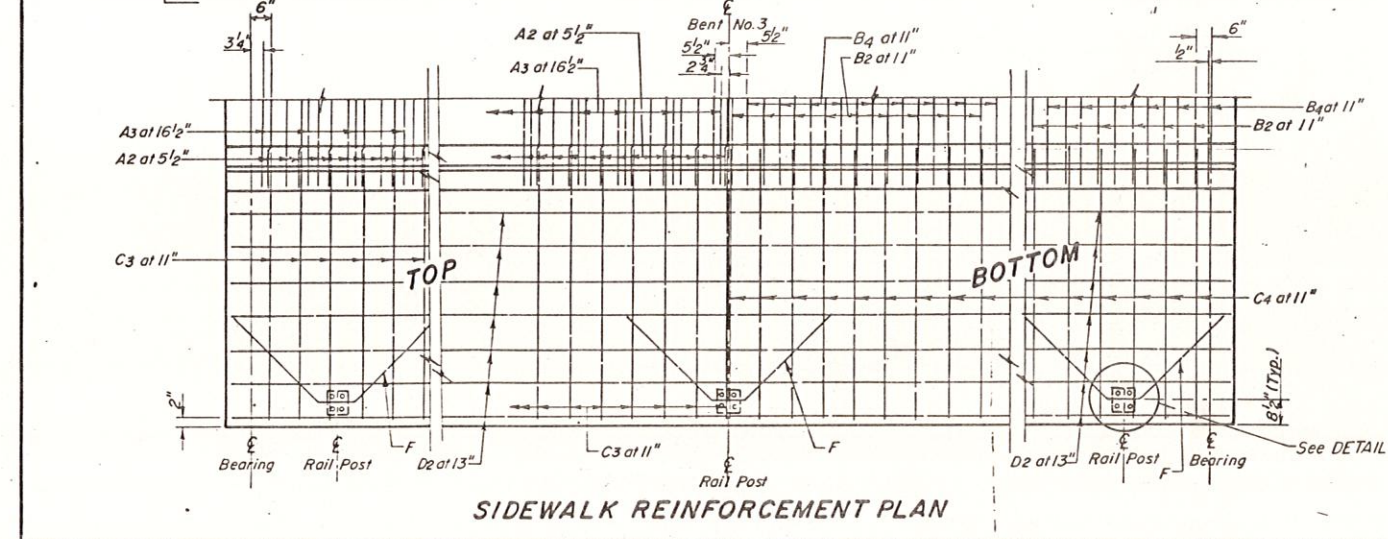 6"
℄
Bent No.3
3¼"
A2 at 5½"
5½"
5½"
2¾"
A3 at 16½"
B4 at 11"
B2 at 11"
6"
½"
A3 at 16½"
A2 at 5½"
B4 at 11"
B2 at 11"
C3 at 11"
TOP
BOTTOM
C4 at 11"
2"
8½" (Typ.)
℄
Bearing
℄
Rail Post
F
D2 at 13"
C3 at 11"
℄
Rail Post
F
D2 at 13"
℄
Rail Post
F
℄
Bearing
See DETAIL
SIDEWALK REINFORCEMENT PLAN